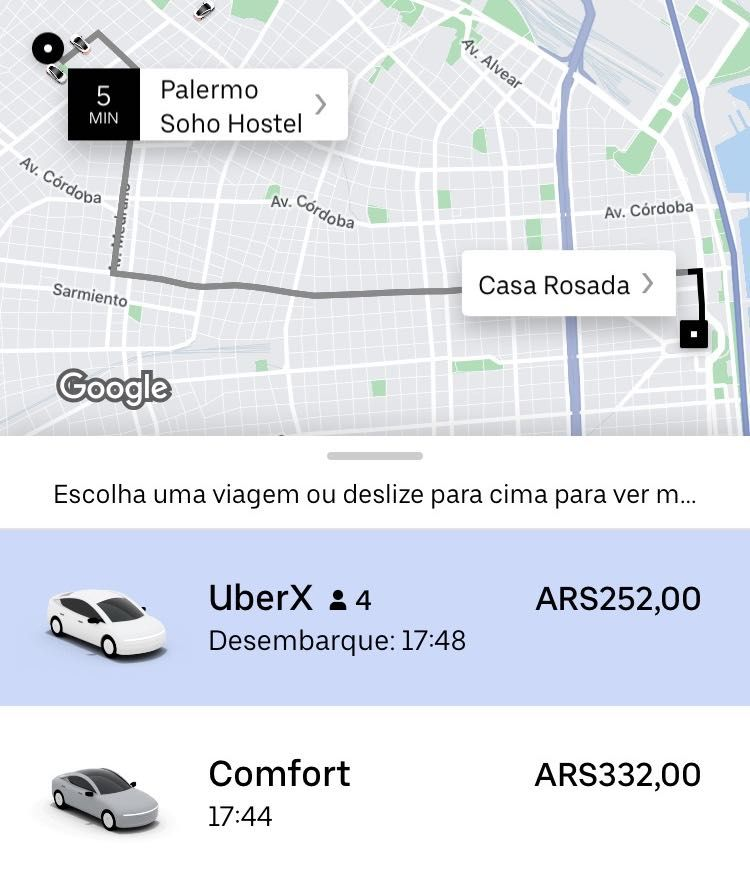 Av. Alvear
5
MIN
Palermo
Soho Hostel
Av. Córdoba
Av. Medrano
Av. Córdoba
Av. Córdoba
Casa Rosada
Sarmiento
Google
Escolha uma viagem ou deslize para cima para ver m...
UberX 4
ARS252,00
Desembarque: 17:48
Comfort
ARS332,00
17:44